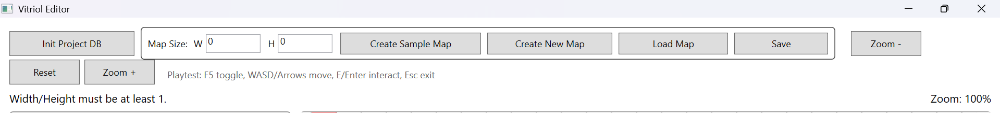 Vitriol Editor
Init Project DB Map Size: W 0 H 0 Create Sample Map Create New Map Load Map Save Zoom -
Reset Zoom + Playtest: F5 toggle, WASD/Arrows move, E/Enter interact, Esc exit
Width/Height must be at least 1. Zoom: 100%